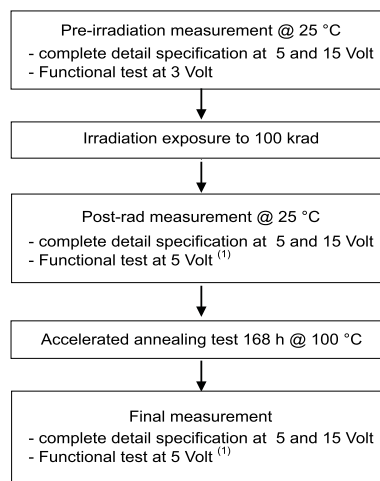 Pre-irradiation measurement @ 25 °C
- complete detail specification at 5 and 15 Volt
- Functional test at 3 Volt
Irradiation exposure to 100 krad
Post-rad measurement @ 25 °C
- complete detail specification at 5 and 15 Volt
- Functional test at 5 Volt (1)
Accelerated annealing test 168 h @ 100 °C
Final measurement
- complete detail specification at 5 and 15 Volt
- Functional test at 5 Volt (1)